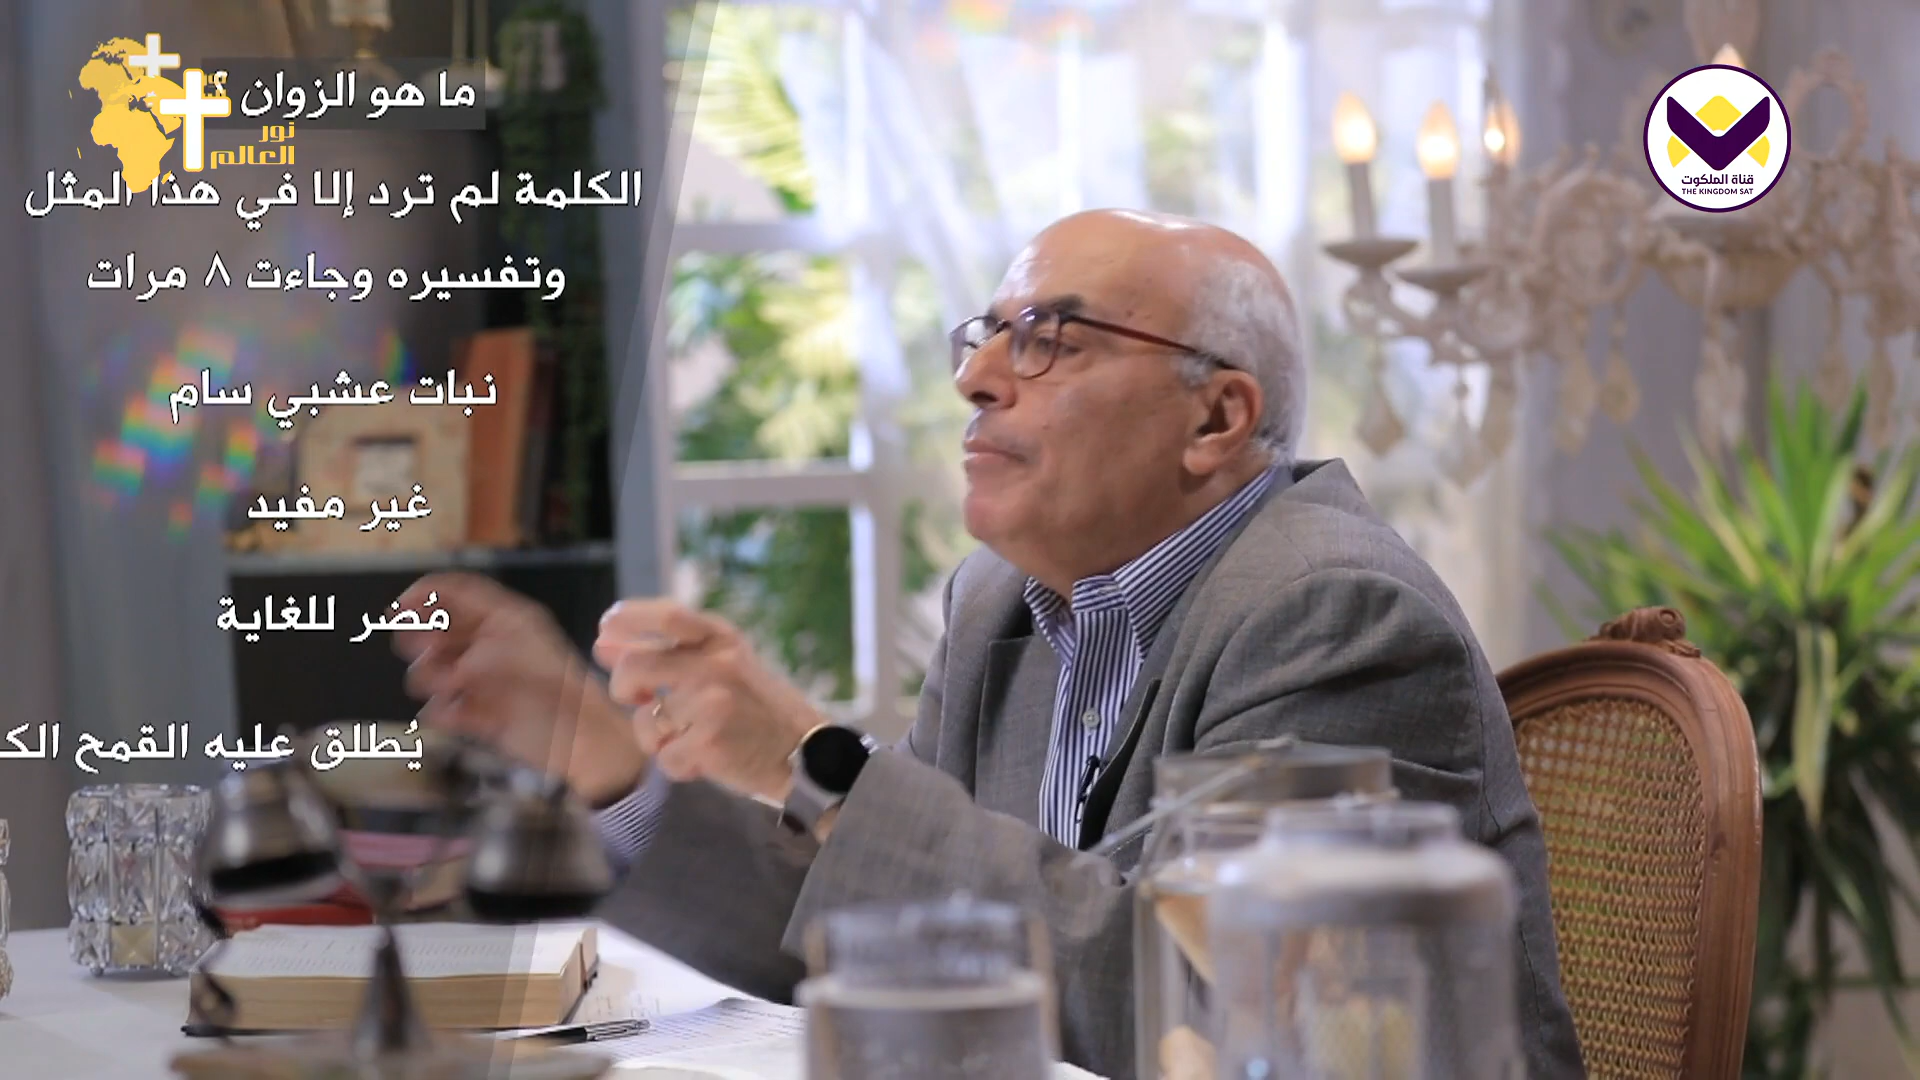 ما هو الزوان ؟
نور
العالم
الكلمة لم ترد إلا في هذا المثل
وتفسيره وجاءت ٨ مرات
نبات عشبي سام
غير مفيد
مُضر للغاية
يُطلق عليه القمح
قناة الملكوت
THE KINGDOM SAT